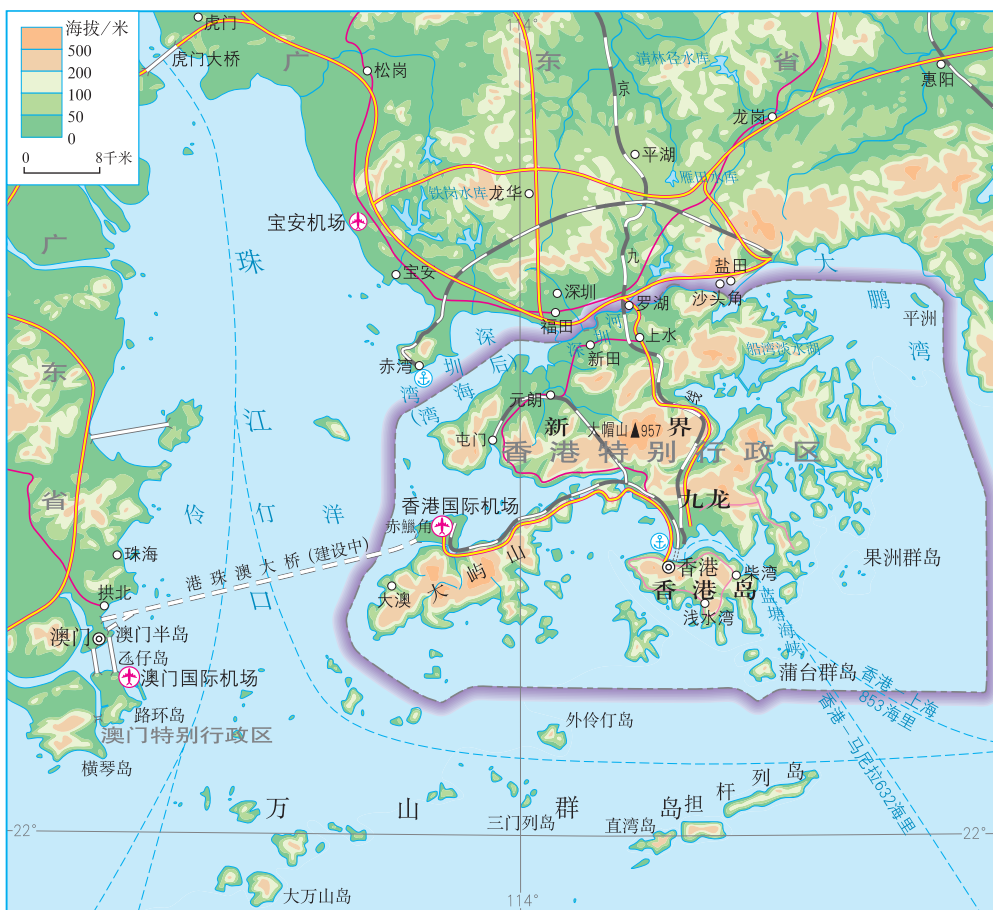 海拔/米
500
200
100
50
0
0 8千米
114°
虎门
虎门大桥
广东省
松岗
清林径水库
惠阳
京
龙岗
平湖
雁田水库
铁岗水库
龙华
宝安机场
广
珠
九
大
宝安
盐田
深圳
沙头角
鹏
罗湖
平洲
福田
深圳河
上水
湾
深圳湾
(后海湾)
新田
船湾淡水湖
赤湾
东
元朗
线
江
新界
大帽山▲957
屯门
香港特别行政区
省
九龙
香港国际机场
伶仃洋
赤鱲角
港珠澳大桥(建设中)
珠海
果洲群岛
大屿山
香港
柴湾
大澳
香港岛
拱北
口
浅水湾
蓝塘海峡
澳门
澳门半岛
氹仔岛
澳门国际机场
蒲台群岛
香港—上海
853海里
路环岛
外伶仃岛
香港—马尼拉632海里
澳门特别行政区
横琴岛
担杆列岛
万山群岛
三门列岛
直湾岛
22°
22°
大万山岛
114°